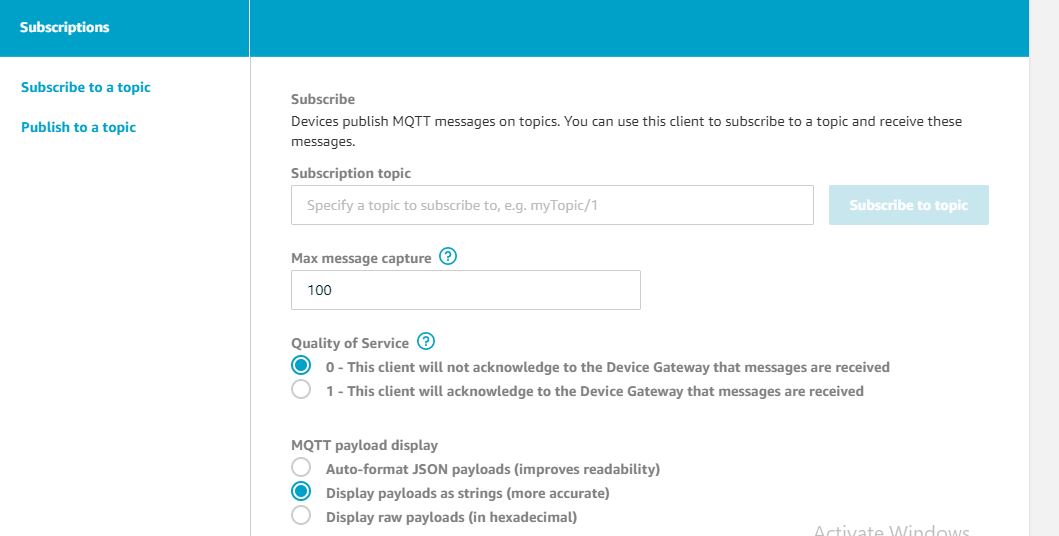 Subscriptions
Subscribe to a topic
Publish to a topic
Subscribe
Devices publish MQTT messages on topics. You can use this client to subscribe to a topic and receive these
messages.
Subscription topic
Specify a topic to subscribe to, e.g. myTopic/1
Subscribe to topic
Max message capture ?
100
Quality of Service ?
0 - This client will not acknowledge to the Device Gateway that messages are received
1 - This client will acknowledge to the Device Gateway that messages are received
MQTT payload display
Auto-format JSON payloads (improves readability)
Display payloads as strings (more accurate)
Display raw payloads (in hexadecimal)
Activate Windows